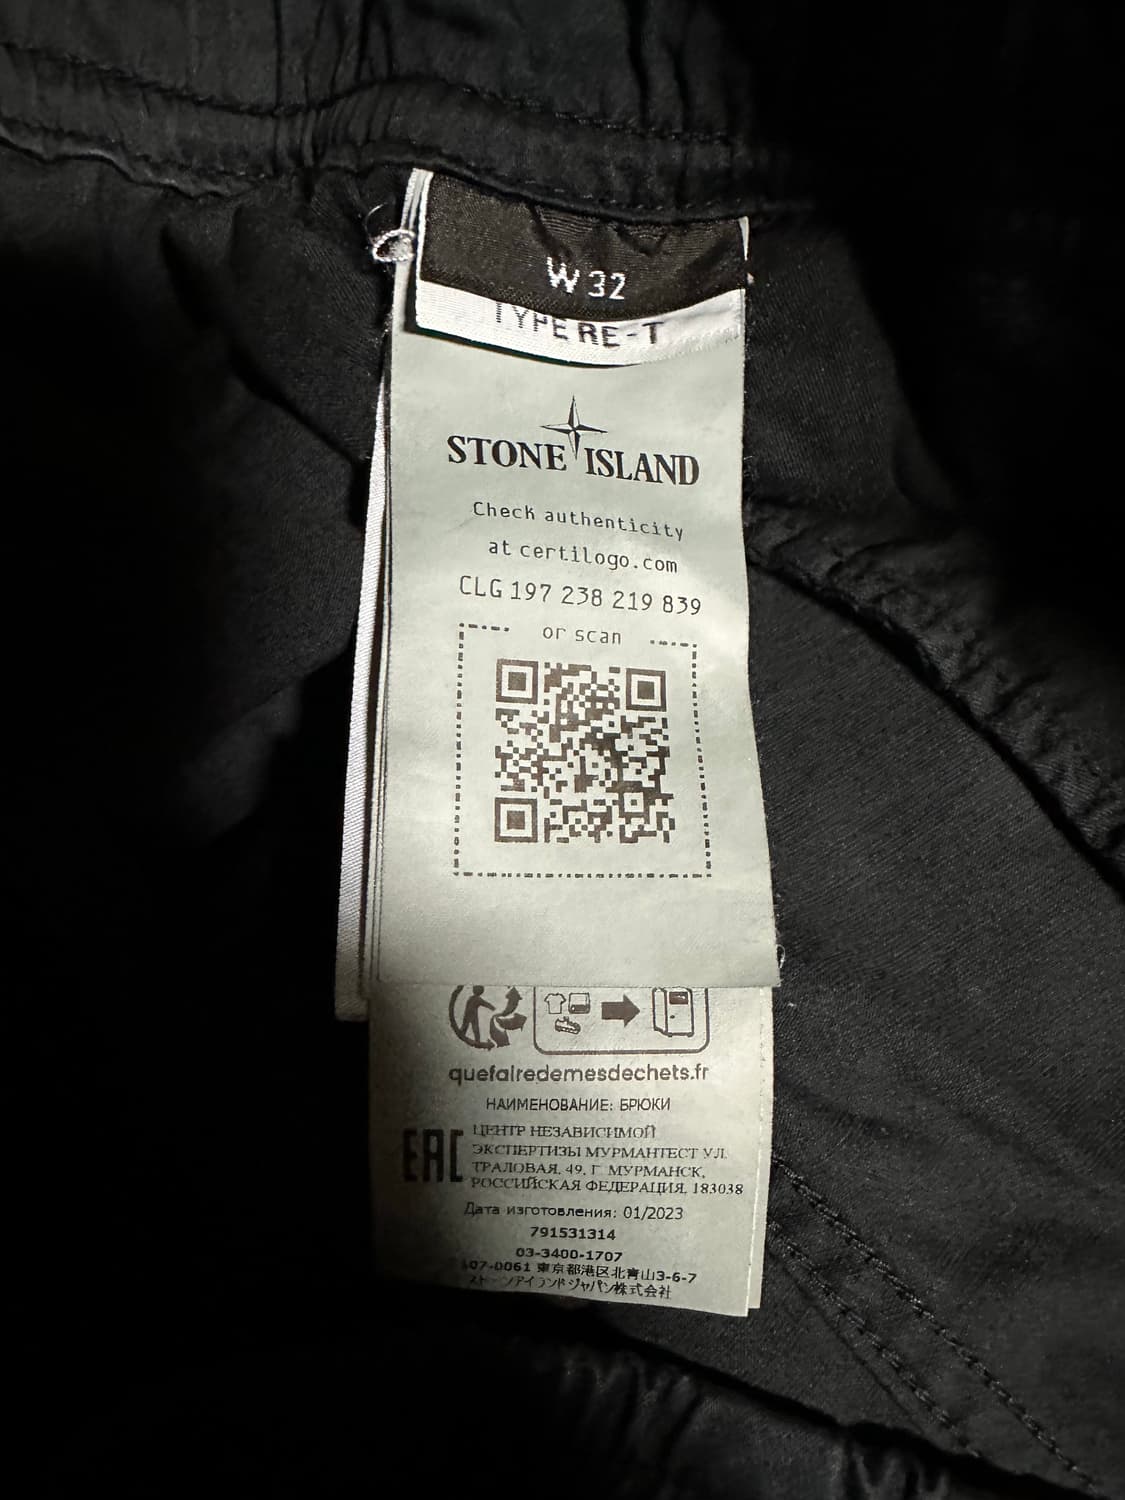 W 32
TYPE RE-T
STONE ISLAND
Check authenticity
at certilogo.com
CLG 197 238 219 839
or scan
quefairedemesdechets.fr
НАИМЕНОВАНИЕ: БРЮКИ
EAC
ЦЕНТР НЕЗАВИСИМОЙ
ЭКСПЕРТИЗЫ МУРМАНТЕСТ УЛ.
ТРАЛОВАЯ, 49, Г. МУРМАНСК,
РОССИЙСКАЯ ФЕДЕРАЦИЯ, 183038
Дата изготовления: 01/2023
791531314
03-3400-1707
107-0061 東京都港区北青山3-6-7
ストーンアイランドジャパン株式会社